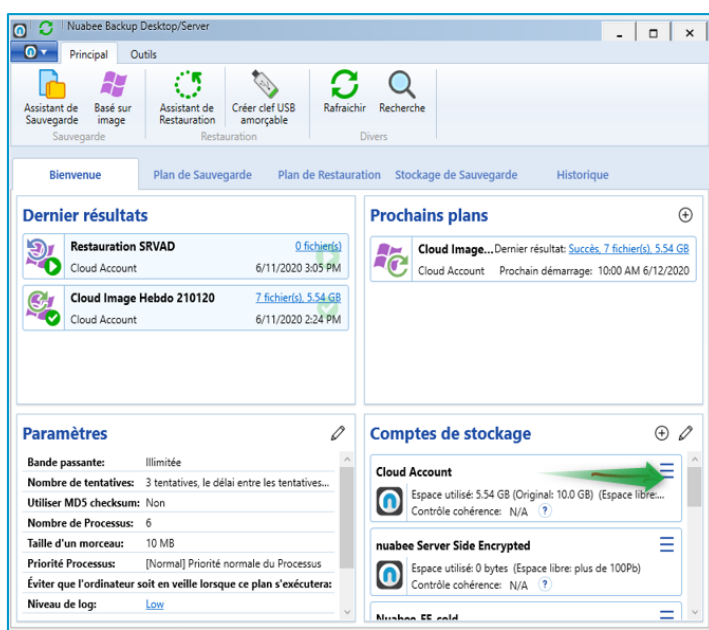 Nuabee Backup Desktop/Server
Principal Outils
Assistant de Sauvegarde
Basé sur image
Assistant de Restauration
Créer clef USB amorçable
Rafraichir
Recherche
Sauvegarde Restauration Divers
Bienvenue Plan de Sauvegarde Plan de Restauration Stockage de Sauvegarde Historique
Dernier résultats
Restauration SRVAD 0 fichier(s)
Cloud Account 6/11/2020 3:05 PM
Cloud Image Hebdo 210120 7 fichier(s), 5.54 GB
Cloud Account 6/11/2020 2:24 PM
Prochains plans
Cloud Image... Dernier résultat: Succès, 7 fichier(s), 5.54 GB
Cloud Account Prochain démarrage: 10:00 AM 6/12/2020
Paramètres
Bande passante: Illimitée
Nombre de tentatives: 3 tentatives, le délai entre les tentatives...
Utiliser MD5 checksum: Non
Nombre de Processus: 6
Taille d'un morceau: 10 MB
Priorité Processus: [Normal] Priorité normale du Processus
Éviter que l'ordinateur soit en veille lorsque ce plan s'exécutera:
Niveau de log: Low
Comptes de stockage
Cloud Account
Espace utilisé: 5.54 GB (Original: 10.0 GB) (Espace libre:...
Contrôle cohérence: N/A ?
nuabee Server Side Encrypted
Espace utilisé: 0 bytes (Espace libre: plus de 100Pb)
Contrôle cohérence: N/A ?